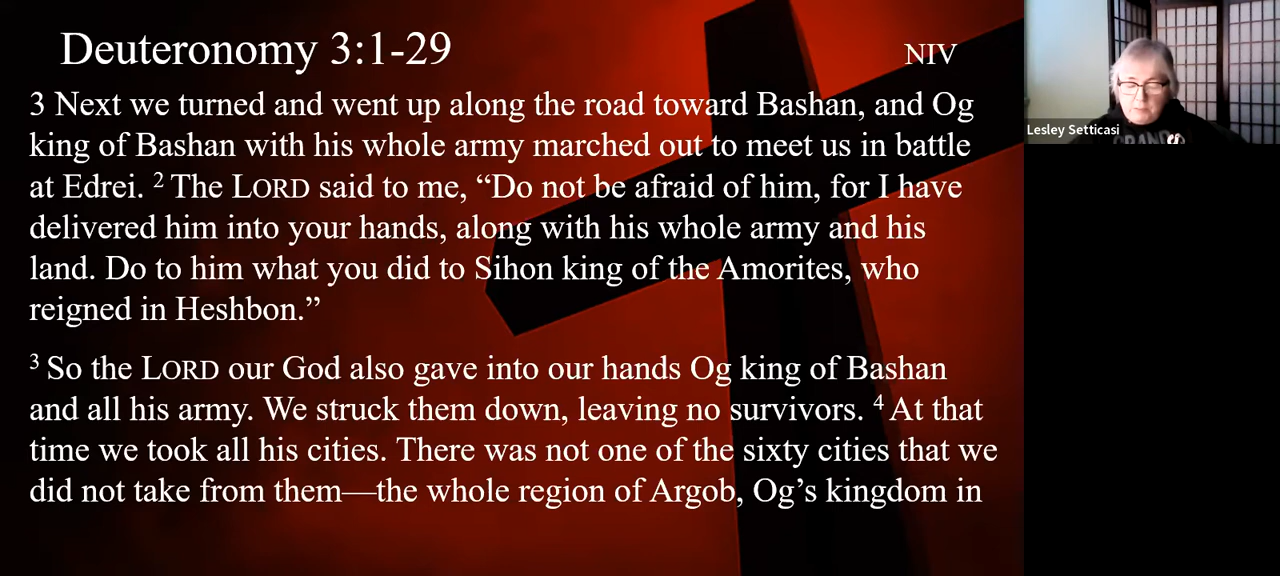 Deuteronomy 3:1-29
NIV
3 Next we turned and went up along the road toward Bashan, and Og
king of Bashan with his whole army marched out to meet us in battle
at Edrei. 2 The LORD said to me, “Do not be afraid of him, for I have
delivered him into your hands, along with his whole army and his
land. Do to him what you did to Sihon king of the Amorites, who
reigned in Heshbon.”
3 So the LORD our God also gave into our hands Og king of Bashan
and all his army. We struck them down, leaving no survivors. 4 At that
time we took all his cities. There was not one of the sixty cities that we
did not take from them—the whole region of Argob, Og’s kingdom in
Lesley Setticasi